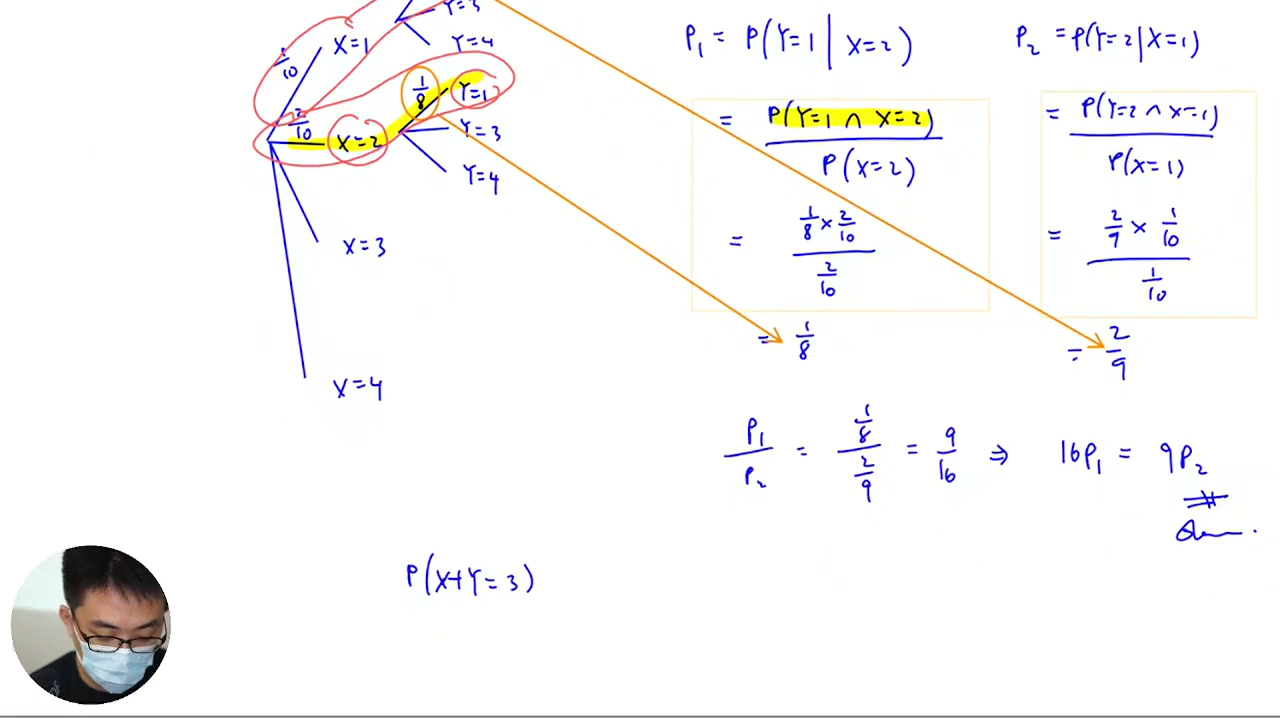 Y=3
Y=4
X=1
1/10
1/8
Y=1
2/10
X=2
Y=3
Y=4
X=3
X=4
P₁ = P(Y=1 | X=2)
= P(Y=1 ∩ X=2) / P(X=2)
= (1/8 × 2/10) / (2/10)
= 1/8
P₂ = P(Y=2 | X=1)
= P(Y=2 ∩ X=1) / P(X=1)
= (2/9 × 1/10) / (1/10)
= 2/9
P₁/P₂ = (1/8) / (2/9) = 9/16 ⇒ 16P₁ = 9P₂
P(X+Y=3)